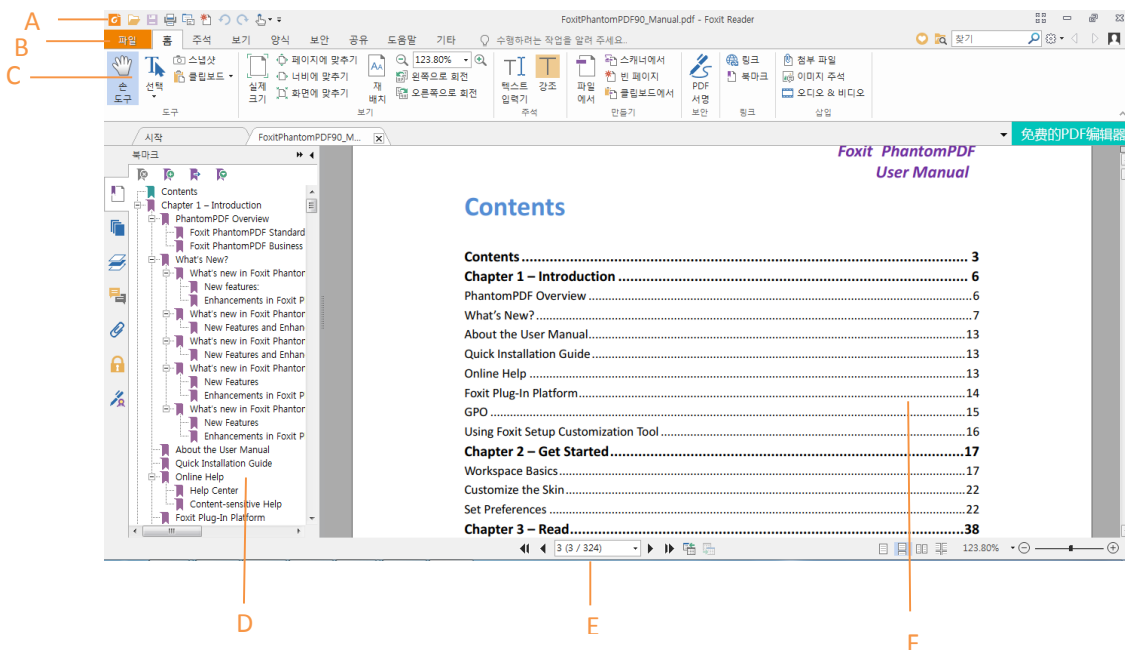 A
FoxitPhantomPDF90_Manual.pdf - Foxit Reader
B
파일 홈 주석 보기 양식 보안 공유 도움말 기타 수행하려는 작업을 알려 주세요.. 찾기
C
손 도구
선택
스냅샷
클립보드
실제 크기
페이지에 맞추기
너비에 맞추기
화면에 맞추기
재 배치
123.80%
왼쪽으로 회전
오른쪽으로 회전
텍스트 입력기
강조
파일에서
스캐너에서
빈 페이지
클립보드에서
PDF 서명
링크
북마크
첨부 파일
이미지 주석
오디오 & 비디오
도구 보기 주석 만들기 보안 링크 삽입
시작 FoxitPhantomPDF90_M...
免费的PDF编辑器
북마크
Contents
Chapter 1 – Introduction
PhantomPDF Overview
Foxit PhantomPDF Standard
Foxit PhantomPDF Business
What's New?
What's new in Foxit Phantor
New features:
Enhancements in Foxit P
What's new in Foxit Phantor
New Features and Enhan
What's new in Foxit Phantor
New Features and Enhan
What's new in Foxit Phantor
New Features
Enhancements in Foxit P
What's new in Foxit Phantor
New Features
Enhancements in Foxit P
About the User Manual
Quick Installation Guide
Online Help
Help Center
Content-sensitive Help
Foxit Plug-In Platform
Foxit PhantomPDF
User Manual
Contents
Contents ........ 3
Chapter 1 – Introduction ........ 6
PhantomPDF Overview ........ 6
What's New? ........ 7
About the User Manual ........ 13
Quick Installation Guide ........ 13
Online Help ........ 13
Foxit Plug-In Platform ........ 14
GPO ........ 15
Using Foxit Setup Customization Tool ........ 16
Chapter 2 – Get Started ........ 17
Workspace Basics ........ 17
Customize the Skin ........ 22
Set Preferences ........ 22
Chapter 3 – Read ........ 38
3 (3 / 324)
123.80%
D
E
F